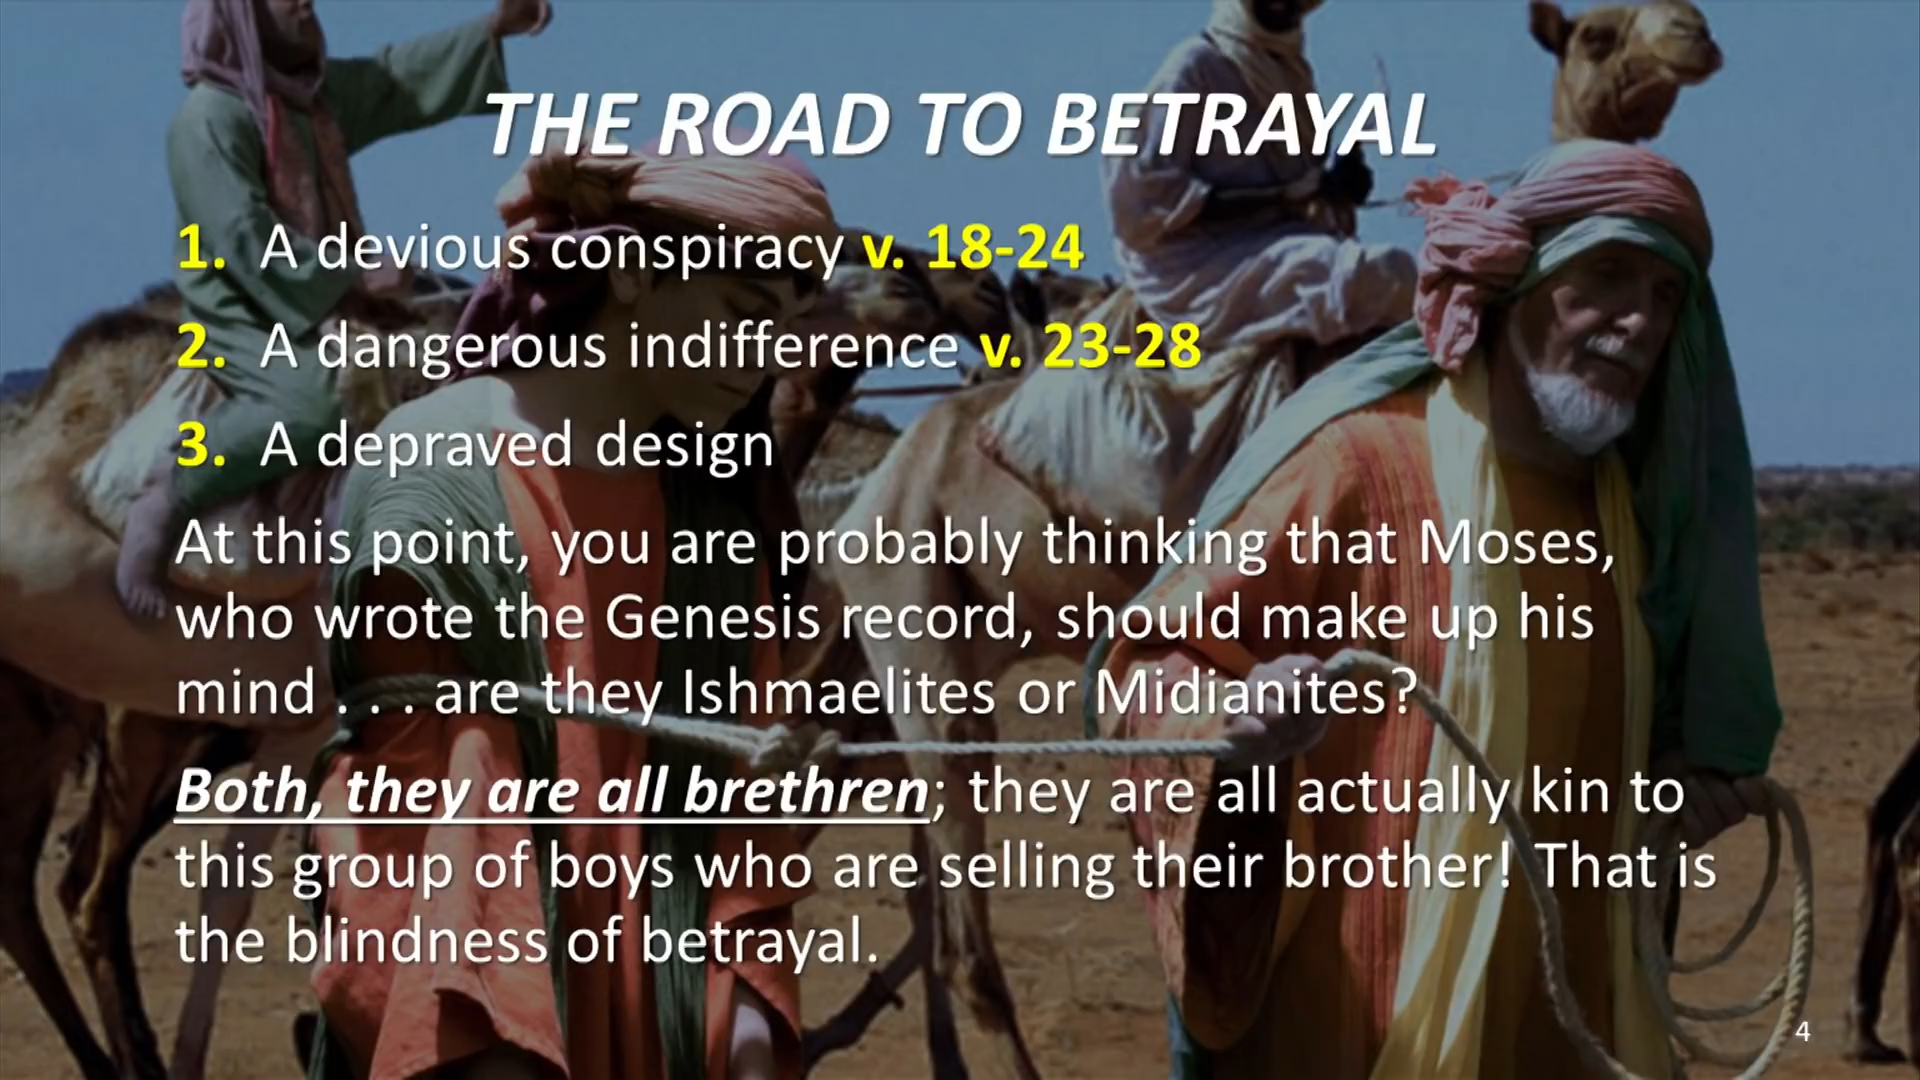 THE ROAD TO BETRAYAL
1. A devious conspiracy v. 18-24
2. A dangerous indifference v. 23-28
3. A depraved design
At this point, you are probably thinking that Moses,
who wrote the Genesis record, should make up his
mind . . . are they Ishmaelites or Midianites?
Both, they are all brethren; they are all actually kin to
this group of boys who are selling their brother! That is
the blindness of betrayal.
4